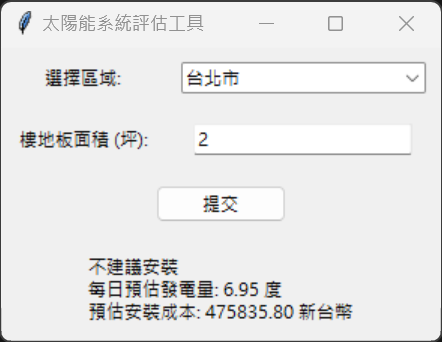 太陽能系統評估工具
選擇區域: 台北市
樓地板面積 (坪): 2
提交
不建議安裝
每日預估發電量: 6.95 度
預估安裝成本: 475835.80 新台幣